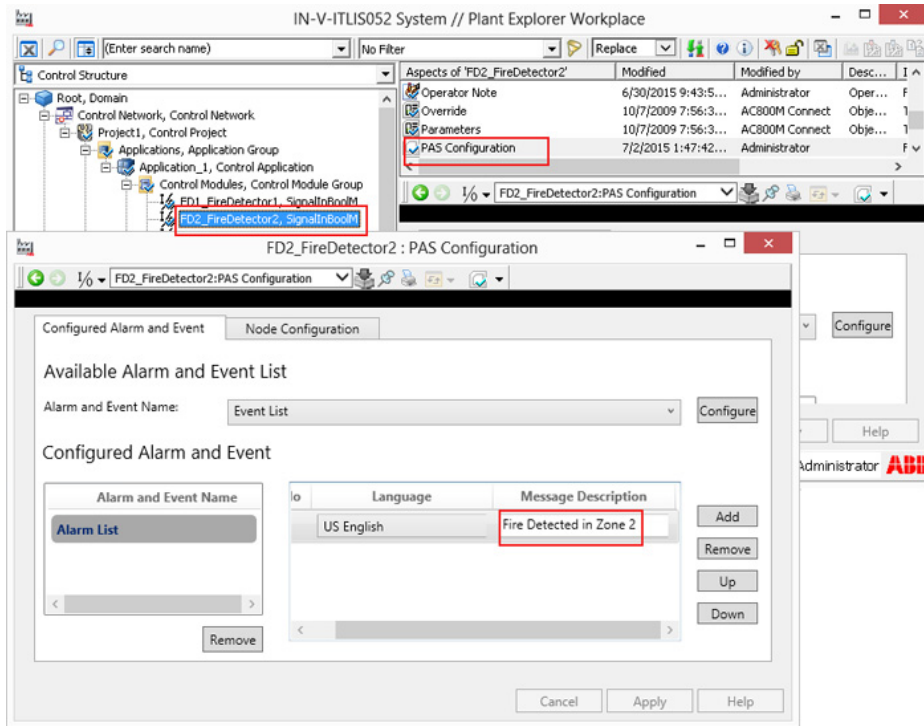 IN-V-ITLIS052 System // Plant Explorer Workplace
(Enter search name)
No Filter
Replace
Control Structure
Root, Domain
Control Network, Control Network
Project1, Control Project
Applications, Application Group
Application_1, Control Application
Control Modules, Control Module Group
FD1_FireDetector1, SignalInBoolM
FD2_FireDetector2, SignalInBoolM
Aspects of 'FD2_FireDetector2' Modified Modified by Desc...
Operator Note 6/30/2015 9:43:5... Administrator Oper...
Override 10/7/2009 7:56:3... AC800M Connect Obje...
Parameters 10/7/2009 7:56:3... AC800M Connect Obje...
PAS Configuration 7/2/2015 1:47:42... Administrator
FD2_FireDetector2:PAS Configuration
Configure
Help
Administrator ABB
FD2_FireDetector2 : PAS Configuration
FD2_FireDetector2:PAS Configuration
Configured Alarm and Event Node Configuration
Available Alarm and Event List
Alarm and Event Name: Event List Configure
Configured Alarm and Event
Alarm and Event Name
Alarm List
Remove
lo Language Message Description
US English Fire Detected in Zone 2
Add
Remove
Up
Down
Cancel Apply Help